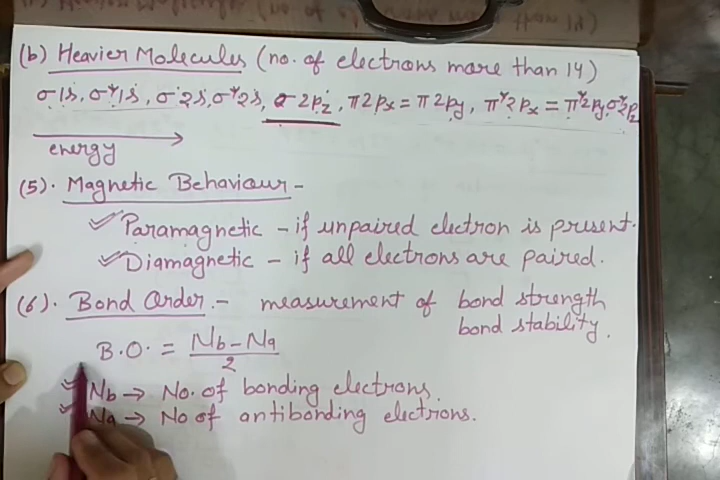 (b) Heavier Molecules (no. of electrons more than 14)
σ1s, σ*1s, σ2s, σ*2s, σ2pz, π2px = π2py, π*2px = π*2py σ*2pz
energy
(5). Magnetic Behaviour -
Paramagnetic - if unpaired electron is present.
Diamagnetic - if all electrons are paired.
(6). Bond Order. - measurement of bond strength
bond stability.
B.O. = Nb - Na / 2
Nb → No. of bonding electrons.
Na → No of antibonding electrons.